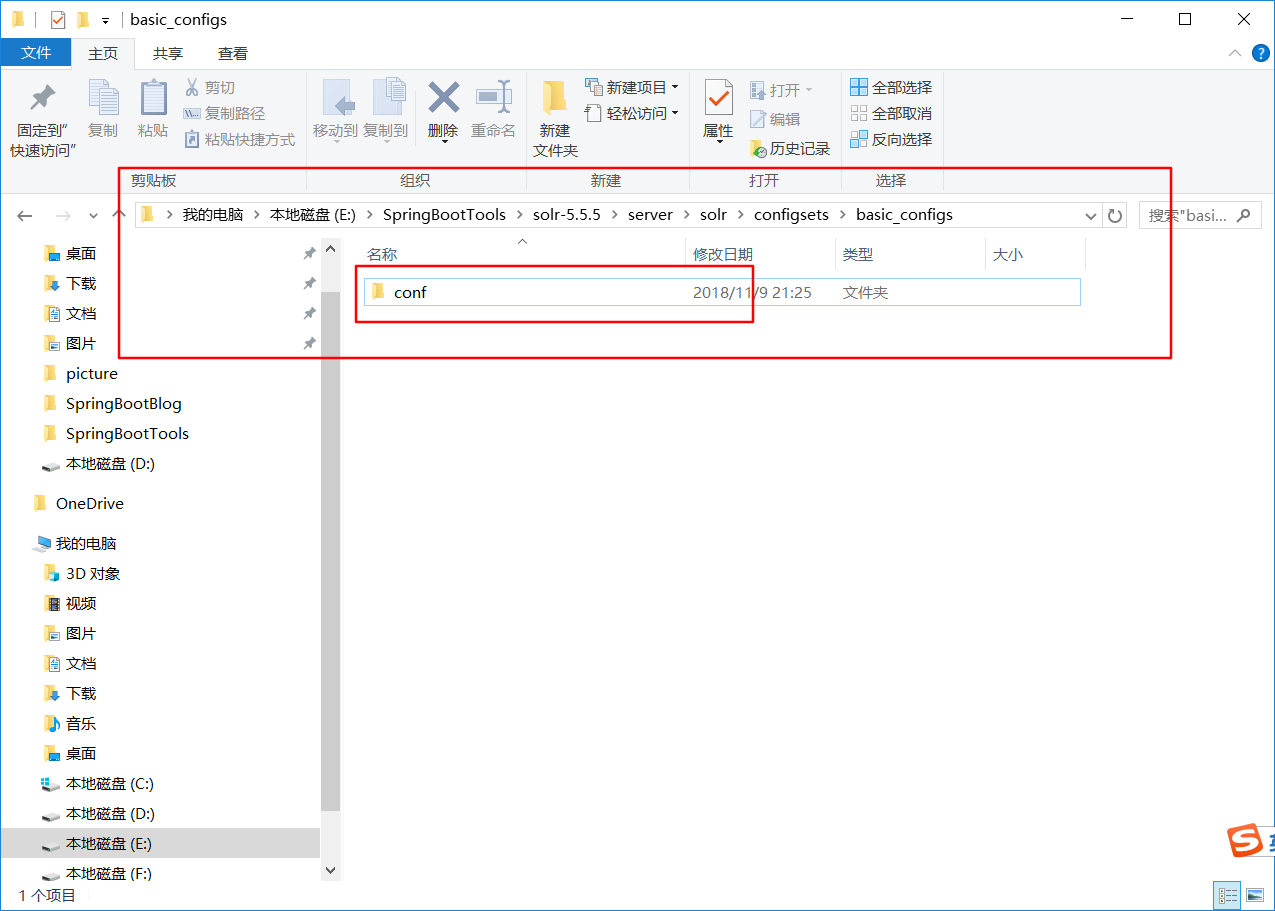 basic_configs
文件 主页 共享 查看
固定到"快速访问" 复制 粘贴 剪切 复制路径 粘贴快捷方式
移动到 复制到 删除 重命名
新建文件夹 新建项目 轻松访问
属性 打开 编辑 历史记录
全部选择 全部取消 反向选择
剪贴板 组织 新建 打开 选择
我的电脑 本地磁盘 (E:) SpringBootTools solr-5.5.5 server solr configsets basic_configs
搜索"basi...
名称 修改日期 类型 大小
conf 2018/11/9 21:25 文件夹
桌面
下载
文档
图片
picture
SpringBootBlog
SpringBootTools
本地磁盘 (D:)
OneDrive
我的电脑
3D 对象
视频
图片
文档
下载
音乐
桌面
本地磁盘 (C:)
本地磁盘 (D:)
本地磁盘 (E:)
本地磁盘 (F:)
1 个项目